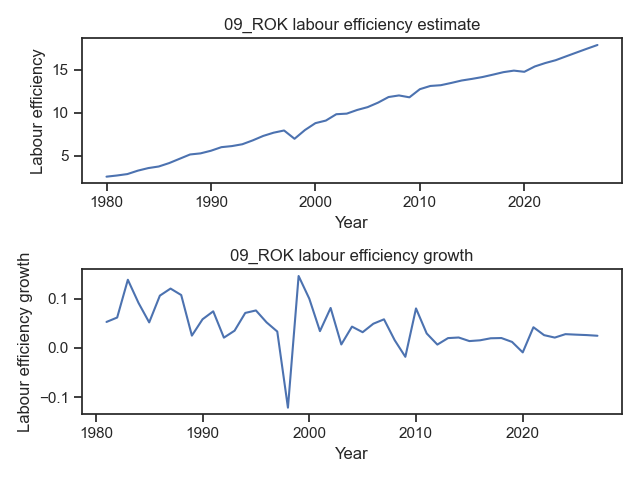 09_ROK labour efficiency estimate
15
10
5
Labour efficiency
1980
1990
2000
2010
2020
Year
09_ROK labour efficiency growth
0.1
0.0
−0.1
Labour efficiency growth
1980
1990
2000
2010
2020
Year